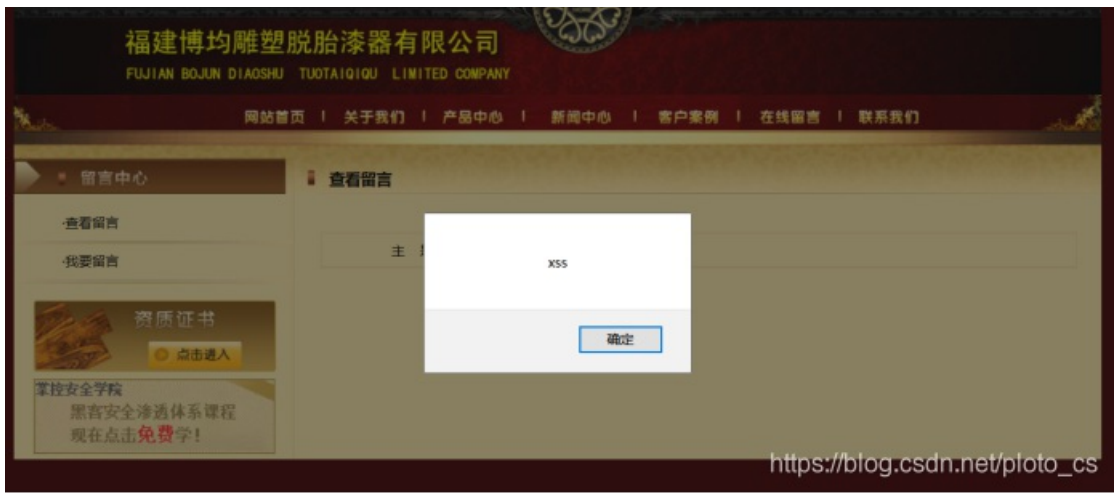 福建博均雕塑脱胎漆器有限公司
FUJIAN BOJUN DIAOSHU TUOTAIQIQU LIMITED COMPANY
网站首页 | 关于我们 | 产品中心 | 新闻中心 | 客户案例 | 在线留言 | 联系我们
留言中心
查看留言
·查看留言
·我要留言
主
xss
确定
资质证书
点击进入
掌控安全学院
黑客安全渗透体系课程
现在点击免费学!
https://blog.csdn.net/ploto_cs